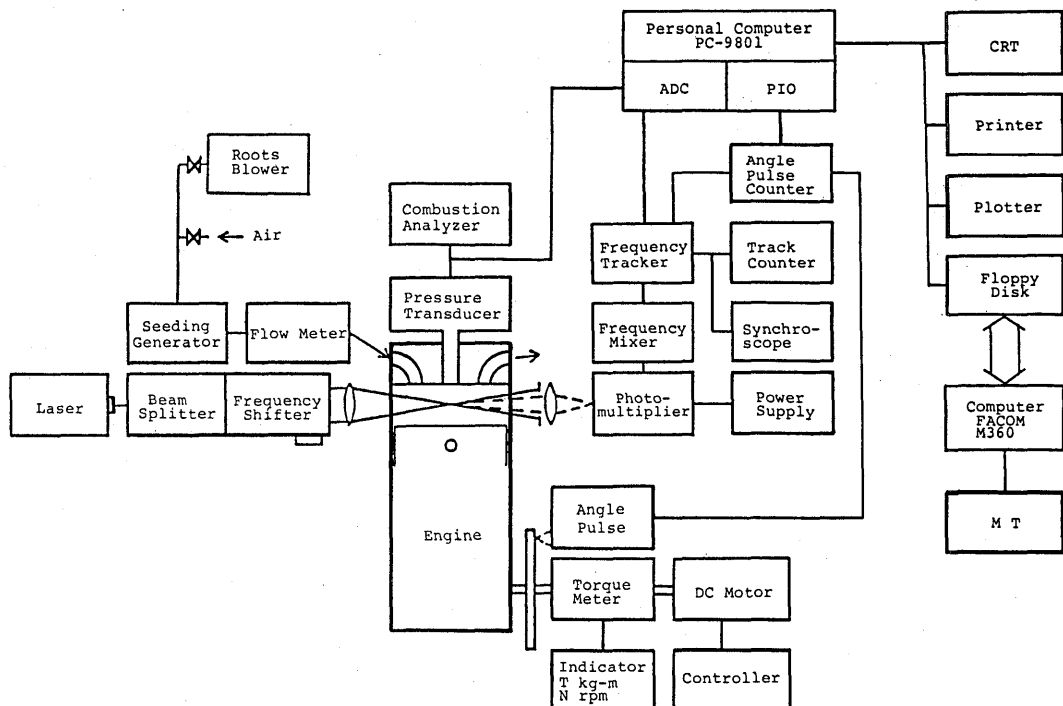 Personal Computer
PC-9801
ADC
PIO
CRT
Printer
Plotter
Floppy
Disk
Computer
FACOM
M360
M T
Roots
Blower
Air
Combustion
Analyzer
Angle
Pulse
Counter
Frequency
Tracker
Track
Counter
Pressure
Transducer
Seeding
Generator
Flow Meter
Frequency
Mixer
Synchro-
scope
Laser
Beam
Splitter
Frequency
Shifter
Photo-
multiplier
Power
Supply
Engine
Angle
Pulse
Torque
Meter
DC Motor
Indicator
T kg-m
N rpm
Controller